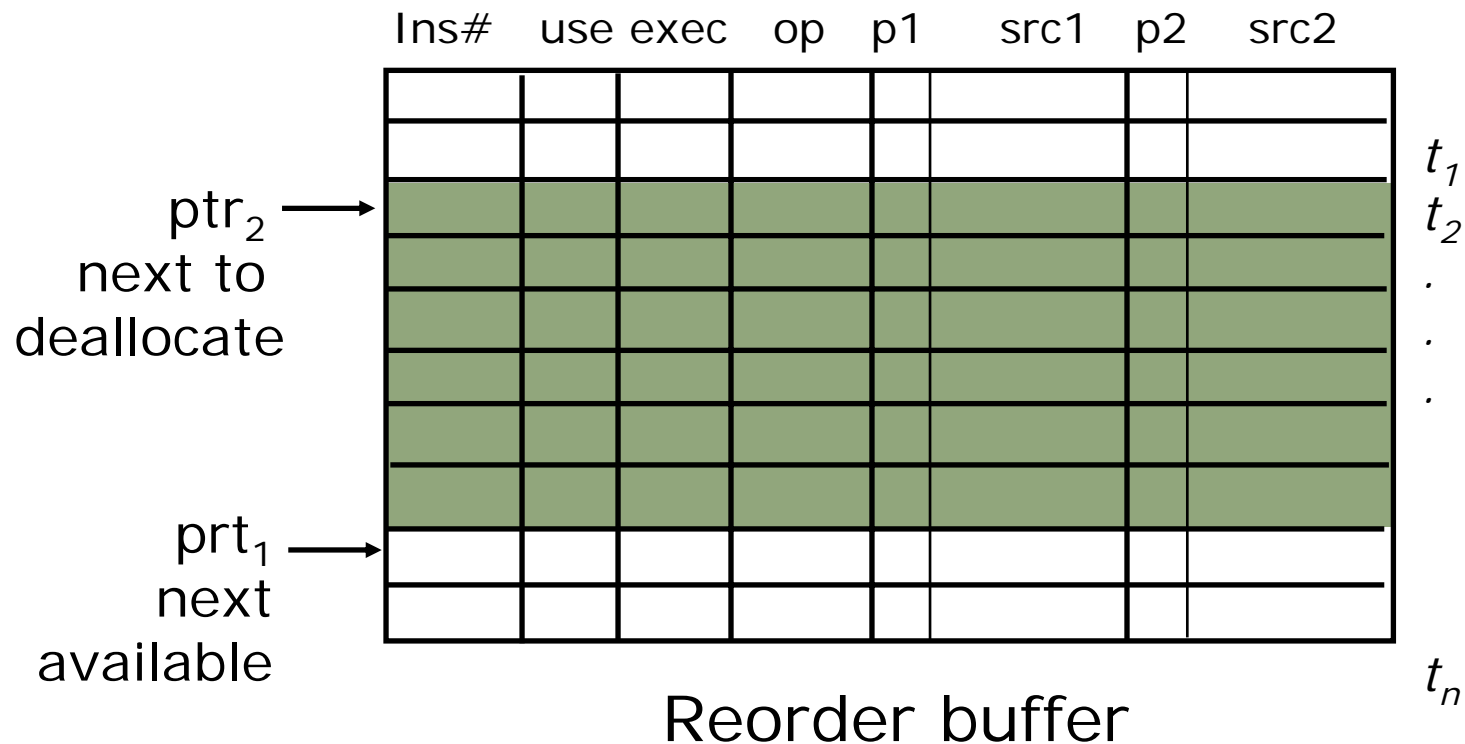 Ins# use exec op p1 src1 p2 src2
t₁
ptr₂
t₂
next to
.
deallocate
.
.
prt₁
next
available
tₙ
Reorder buffer